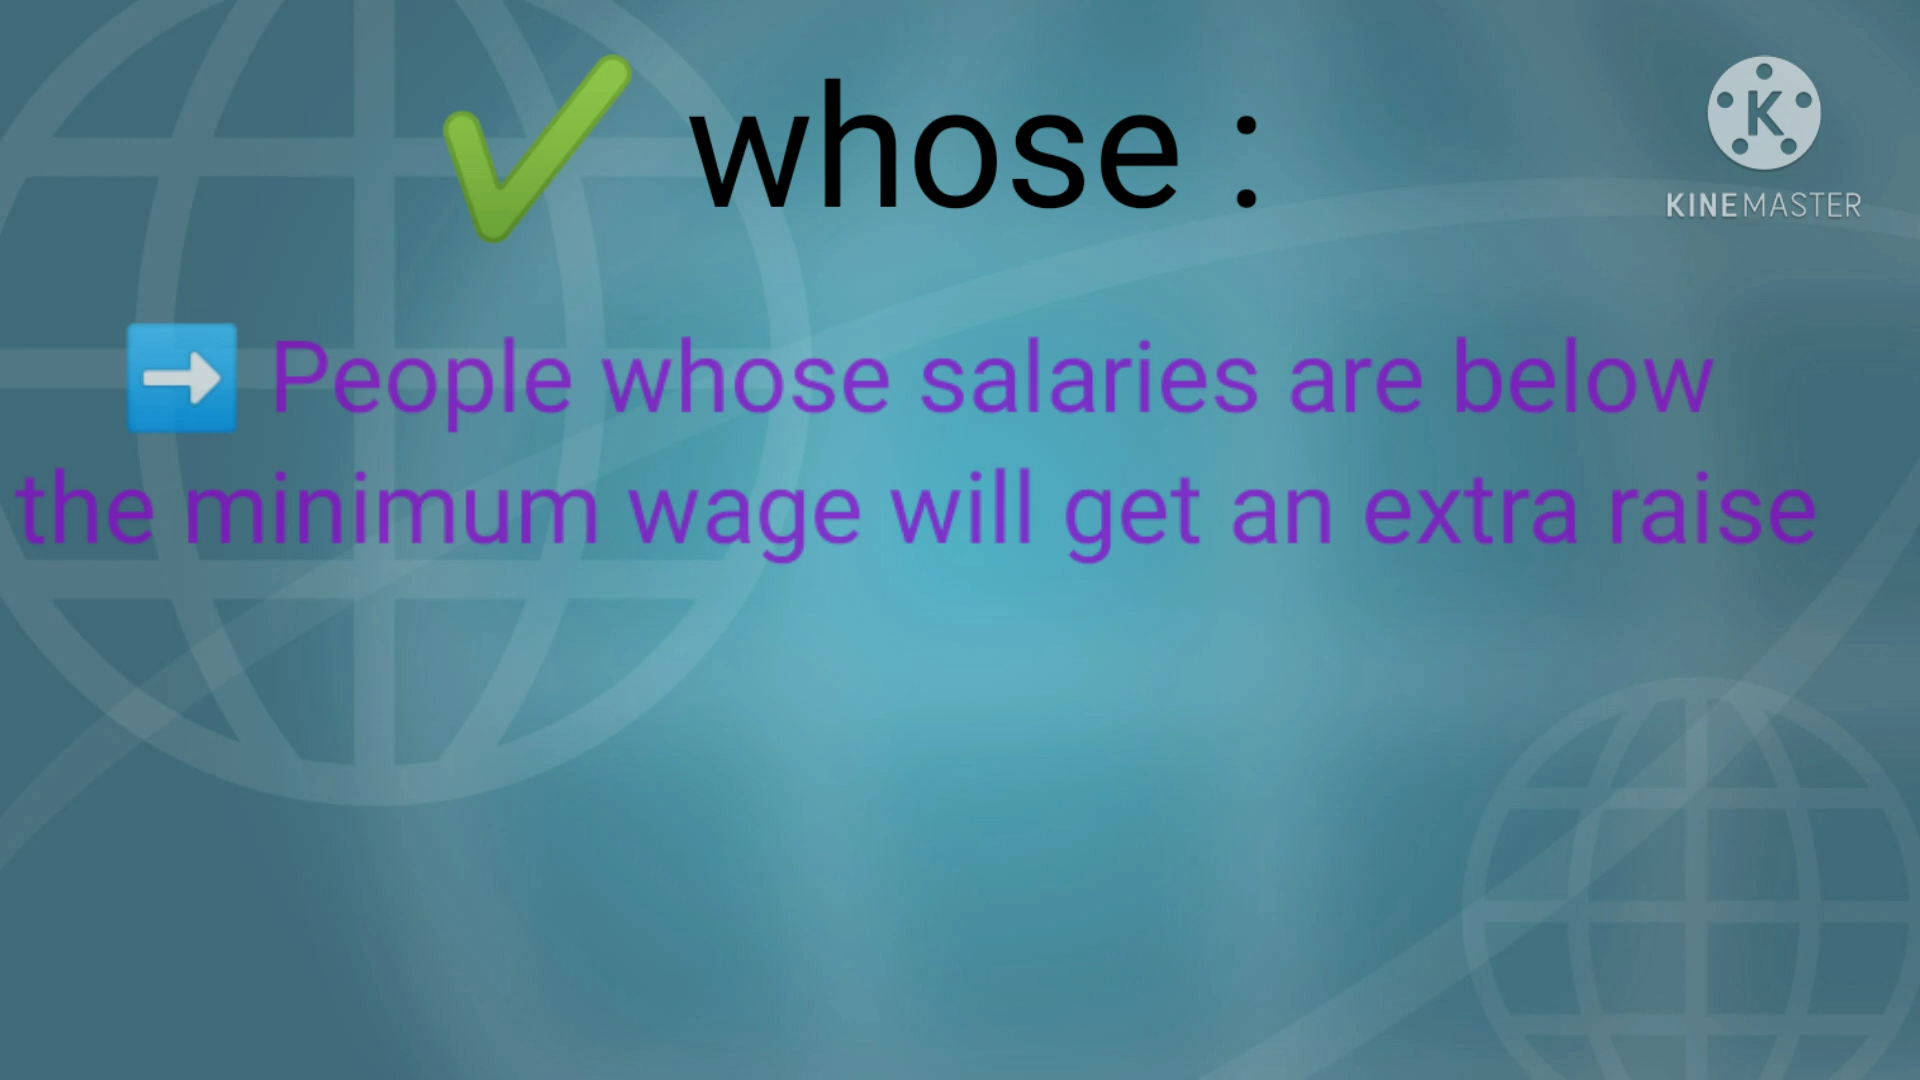 ✔ whose :
K
KINEMASTER
➡ People whose salaries are below
the minimum wage will get an extra raise